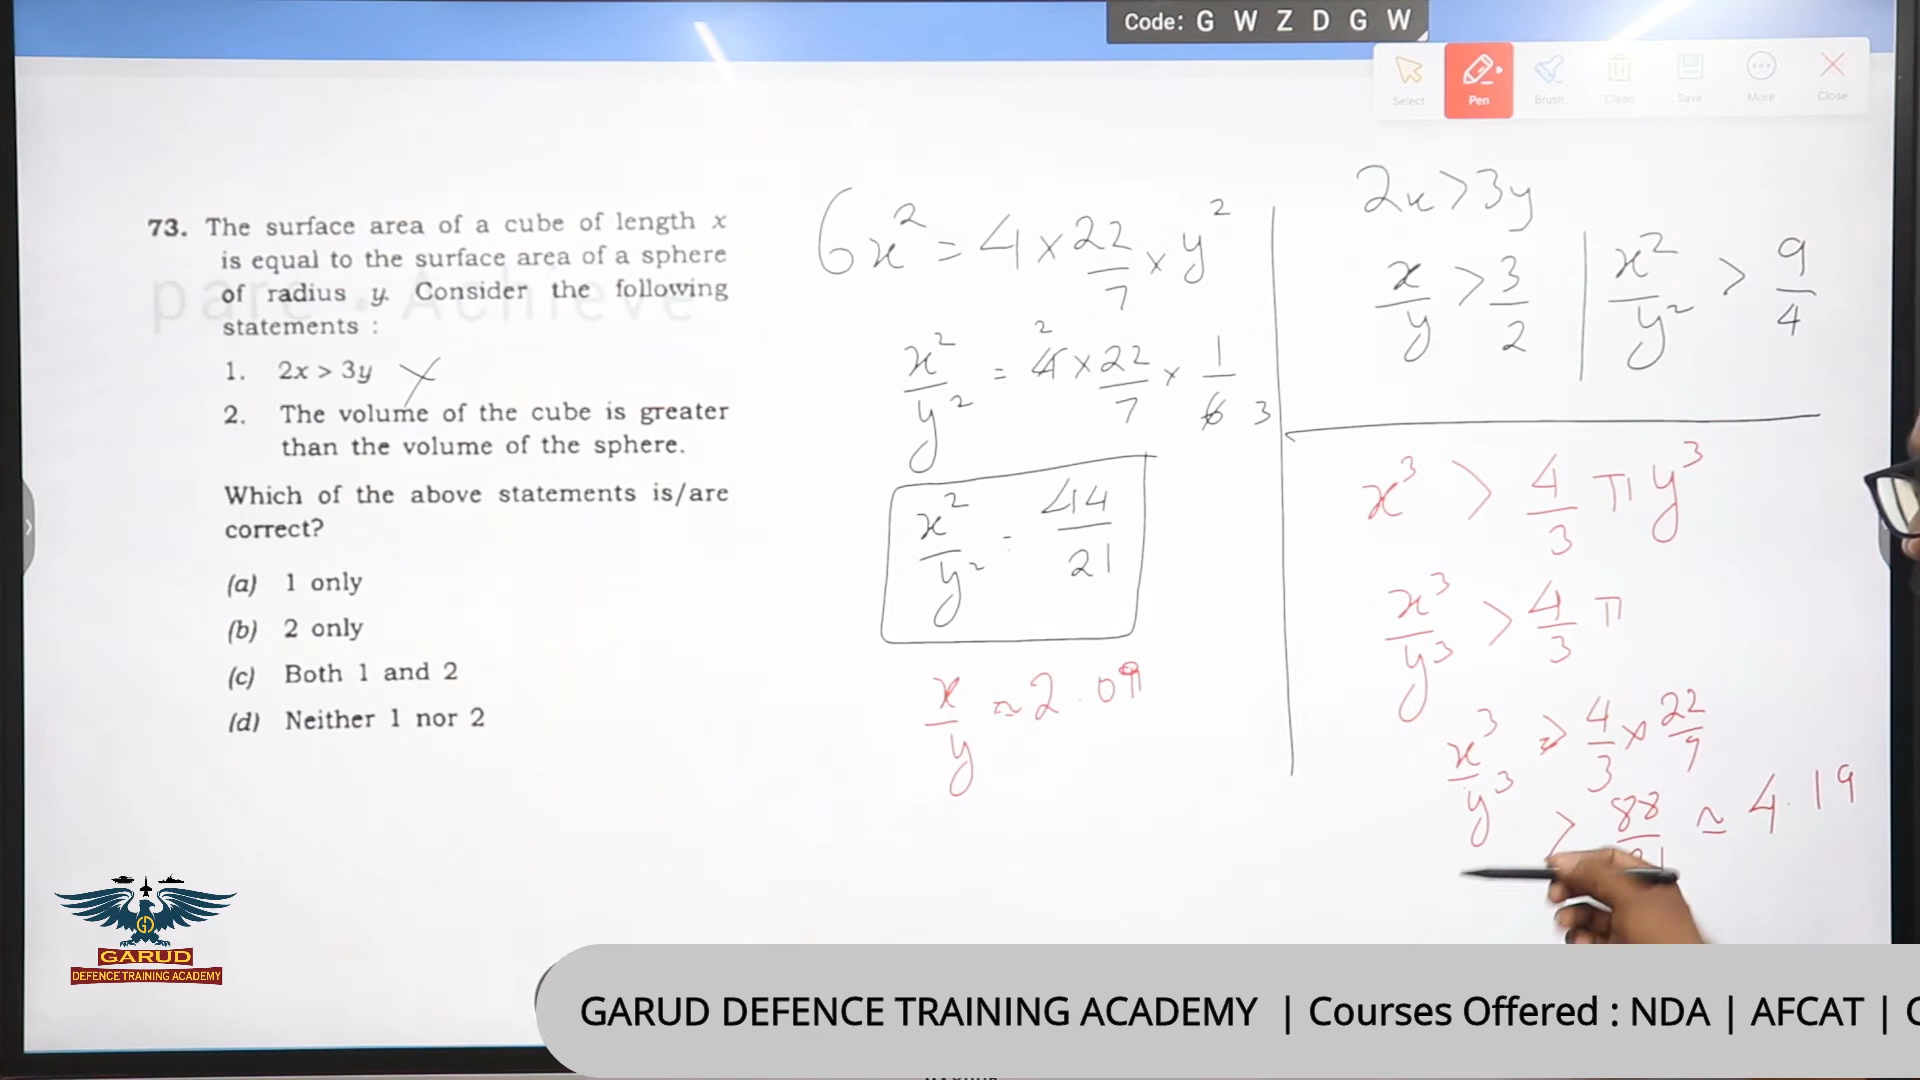 Code: G W Z D G W
Select Pen Brush Clean Save More Close
73. The surface area of a cube of length x
is equal to the surface area of a sphere
of radius y. Consider the following
statements :
1. 2x > 3y
2. The volume of the cube is greater
than the volume of the sphere.
Which of the above statements is/are
correct?
(a) 1 only
(b) 2 only
(c) Both 1 and 2
(d) Neither 1 nor 2
6x² = 4 × 22/7 × y²
x²/y² = 4 2 × 22/7 × 1/6 3
x²/y² = 44/21
x/y ≈ 2.09
2x > 3y
x/y > 3/2 | x²/y² > 9/4
x³ > 4/3 π y³
x³/y³ > 4/3 π
x³/y³ > 4/3 × 22/7
> 88/21 ≈ 4.19
GARUD
DEFENCE TRAINING ACADEMY
GARUD DEFENCE TRAINING ACADEMY | Courses Offered : NDA | AFCAT | C